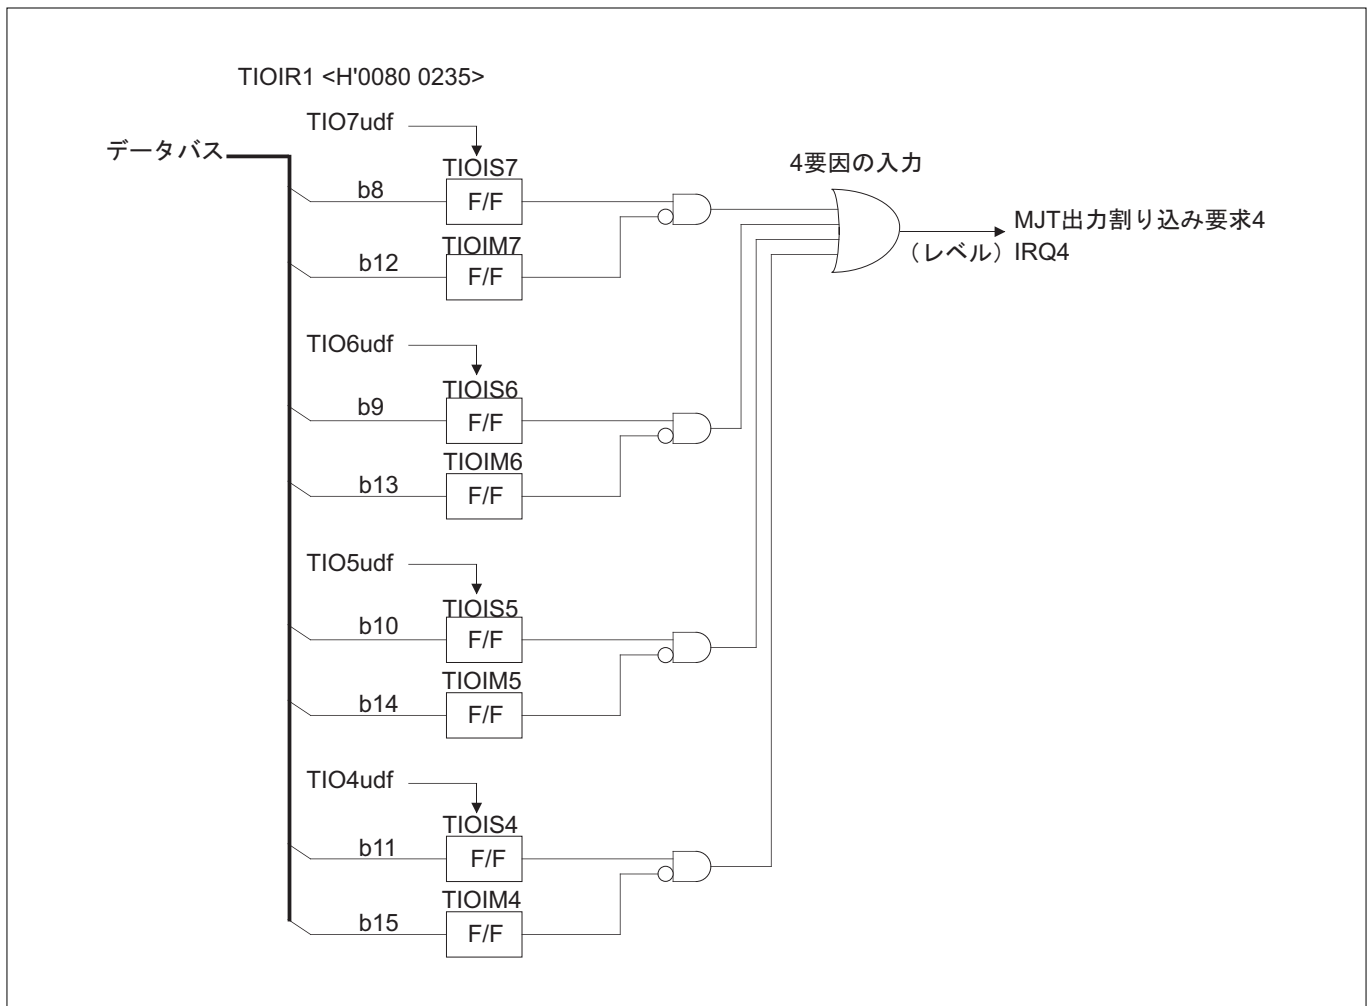 TIOIR1 <H'0080 0235>
TIO7udf
データバス
TIOIS7
4要因の入力
b8
F/F
MJT出力割り込み要求4
(レベル) IRQ4
TIOIM7
b12
F/F
TIO6udf
TIOIS6
b9
F/F
TIOIM6
b13
F/F
TIO5udf
TIOIS5
b10
F/F
TIOIM5
b14
F/F
TIO4udf
TIOIS4
b11
F/F
TIOIM4
b15
F/F